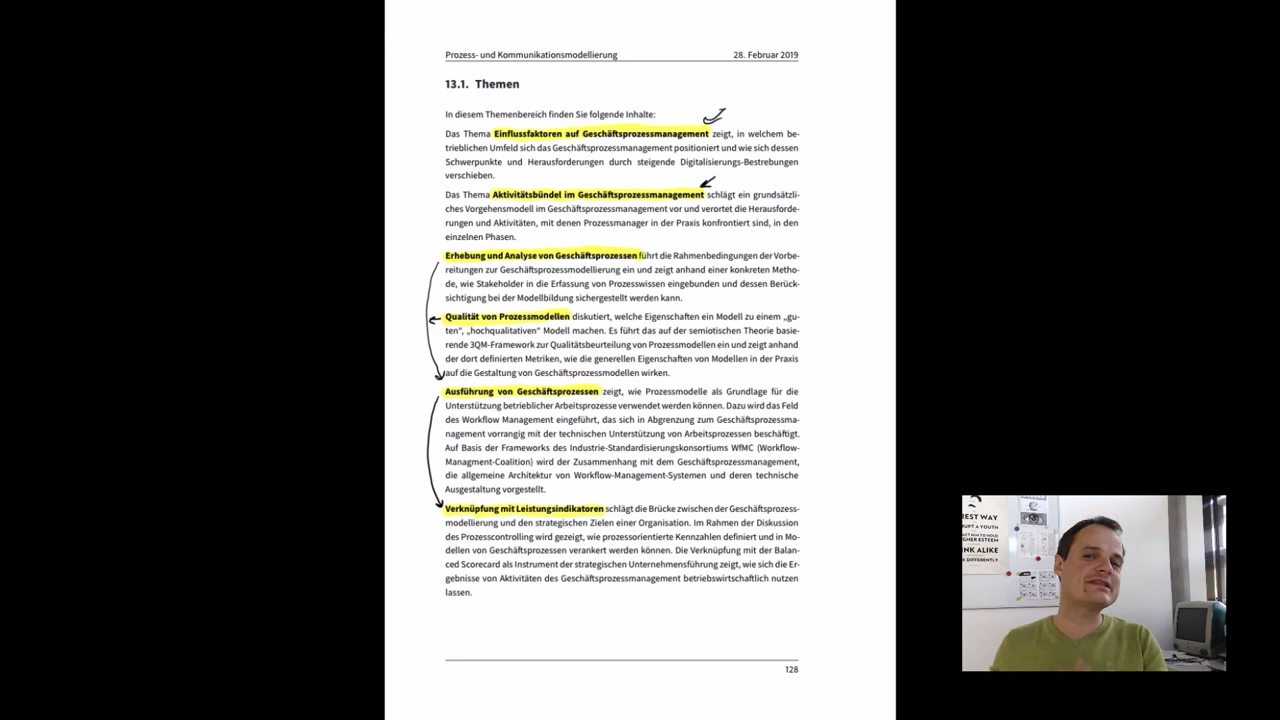 Prozess- und Kommunikationsmodellierung 28. Februar 2019
13.1. Themen
In diesem Themenbereich finden Sie folgende Inhalte:
Das Thema Einflussfaktoren auf Geschäftsprozessmanagement zeigt, in welchem be-
trieblichen Umfeld sich das Geschäftsprozessmanagement positioniert und wie sich dessen
Schwerpunkte und Herausforderungen durch steigende Digitalisierungs-Bestrebungen
verschieben.
Das Thema Aktivitätsbündel im Geschäftsprozessmanagement schlägt ein grundsätzli-
ches Vorgehensmodell im Geschäftsprozessmanagement vor und verortet die Herausforde-
rungen und Aktivitäten, mit denen Prozessmanager in der Praxis konfrontiert sind, in den
einzelnen Phasen.
Erhebung und Analyse von Geschäftsprozessen führt die Rahmenbedingungen der Vorbe-
reitungen zur Geschäftsprozessmodellierung ein und zeigt anhand einer konkreten Metho-
de, wie Stakeholder in die Erfassung von Prozesswissen eingebunden und dessen Berück-
sichtigung bei der Modellbildung sichergestellt werden kann.
Qualität von Prozessmodellen diskutiert, welche Eigenschaften ein Modell zu einem „gu-
ten“, „hochqualitativen“ Modell machen. Es führt das auf der semiotischen Theorie basie-
rende 3QM-Framework zur Qualitätsbeurteilung von Prozessmodellen ein und zeigt anhand
der dort definierten Metriken, wie die generellen Eigenschaften von Modellen in der Praxis
auf die Gestaltung von Geschäftsprozessmodellen wirken.
Ausführung von Geschäftsprozessen zeigt, wie Prozessmodelle als Grundlage für die
Unterstützung betrieblicher Arbeitsprozesse verwendet werden können. Dazu wird das Feld
des Workflow Management eingeführt, das sich in Abgrenzung zum Geschäftsprozessma-
nagement vorrangig mit der technischen Unterstützung von Arbeitsprozessen beschäftigt.
Auf Basis der Frameworks des Industrie-Standardisierungskonsortiums WfMC (Workflow-
Managment-Coalition) wird der Zusammenhang mit dem Geschäftsprozessmanagement,
die allgemeine Architektur von Workflow-Management-Systemen und deren technische
Ausgestaltung vorgestellt.
Verknüpfung mit Leistungsindikatoren schlägt die Brücke zwischen der Geschäftsprozess-
modellierung und den strategischen Zielen einer Organisation. Im Rahmen der Diskussion
des Prozesscontrolling wird gezeigt, wie prozessorientierte Kennzahlen definiert und in Mo-
dellen von Geschäftsprozessen verankert werden können. Die Verknüpfung mit der Balan-
ced Scorecard als Instrument der strategischen Unternehmensführung zeigt, wie sich die Er-
gebnisse von Aktivitäten des Geschäftsprozessmanagement betriebswirtschaftlich nutzen
lassen.
128
EST WAY
UPT A YOUTH
CT HIM TO HOLD
HIGHER ESTEEM
NK ALIKE
DIFFERENTLY.